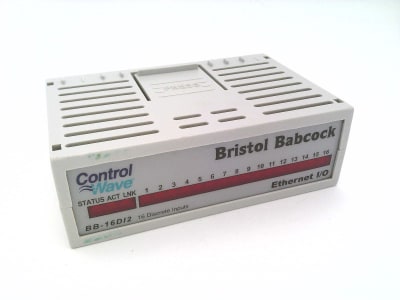 PRESS
Bristol Babcock
Control
Wave
STATUS ACT LNK
1 2 3 4 5 6 7 8 9 10 11 12 13 14 15 16
BB-16DI2 16 Discrete Inputs
Ethernet I/O